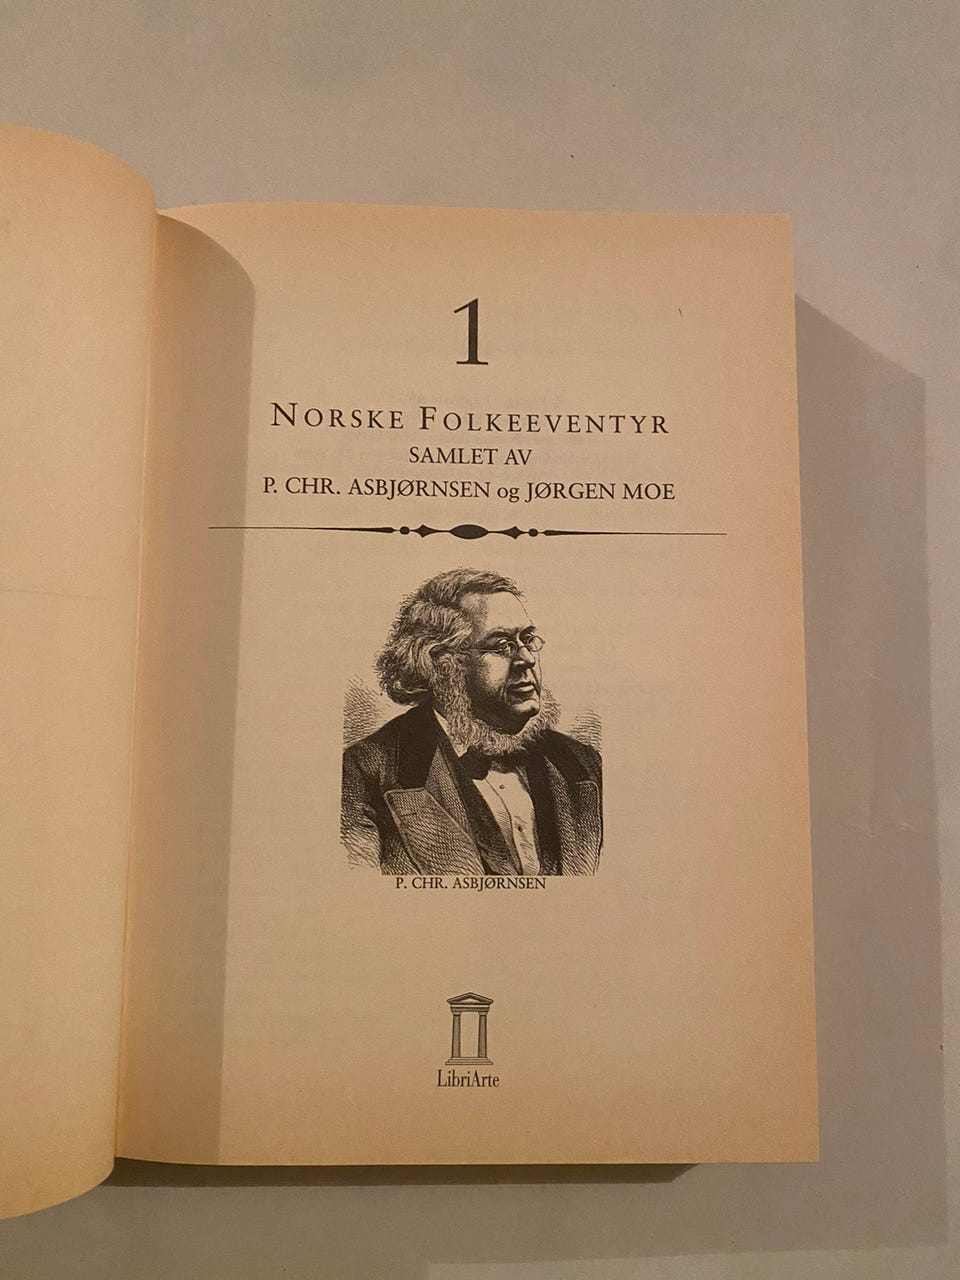 1
NORSKE FOLKEEVENTYR
SAMLET AV
P. CHR. ASBJØRNSEN og JØRGEN MOE
P. CHR. ASBJØRNSEN
LibriArte